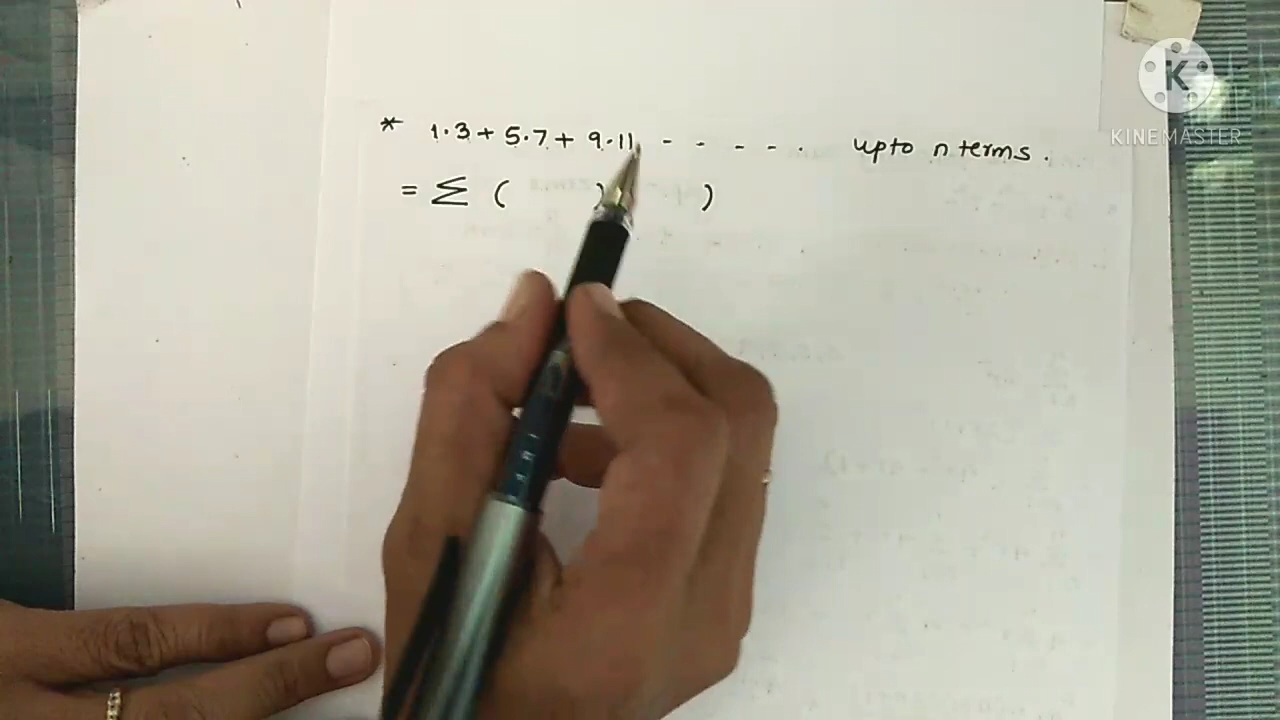 * 1.3 + 5.7 + 9.11 - - - - - . upto n terms.
= Σ ( ) )
K
KINEMASTER